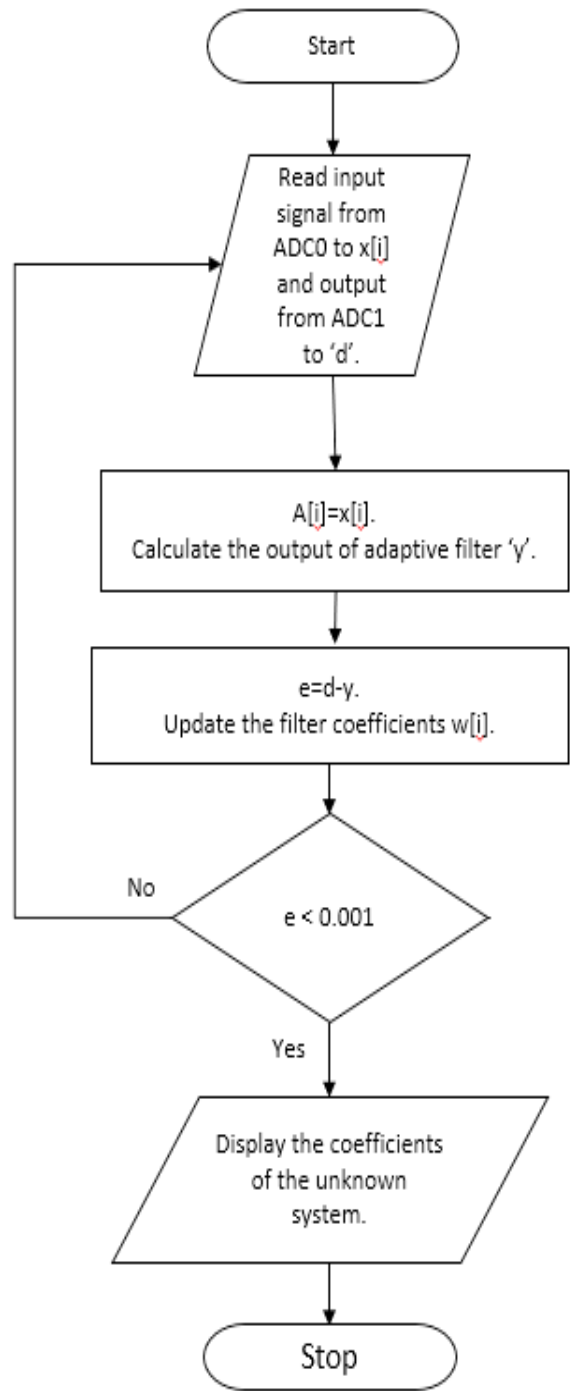 Start
Read input
signal from
ADC0 to x[i]
and output
from ADC1
to ‘d’.
A[i]=x[i].
Calculate the output of adaptive filter ‘y’.
e=d-y.
Update the filter coefficients w[i].
No
e < 0.001
Yes
Display the coefficients
of the unknown
system.
Stop